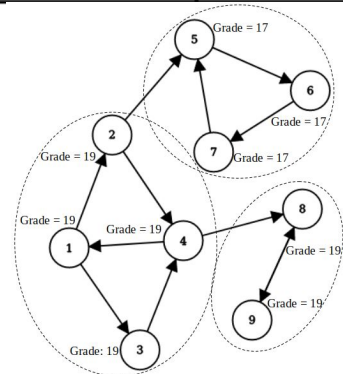 Grade = 17
5
6
Grade = 17
7
Grade = 17
2
Grade = 19
Grade = 19
Grade = 19
1
4
8
Grade = 19
Grade = 19
9
Grade: 19
3